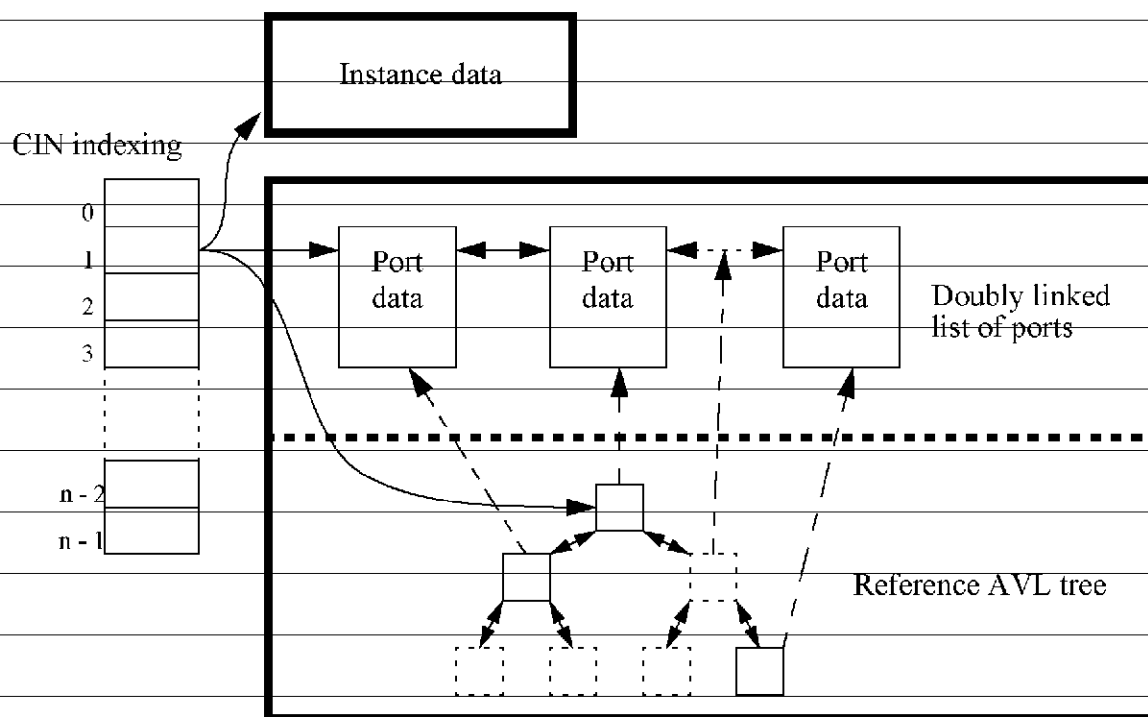 Instance data
CIN indexing
0
1
2
3
n - 2
n - 1
Port
data
Port
data
Port
data
Doubly linked
list of ports
Reference AVL tree